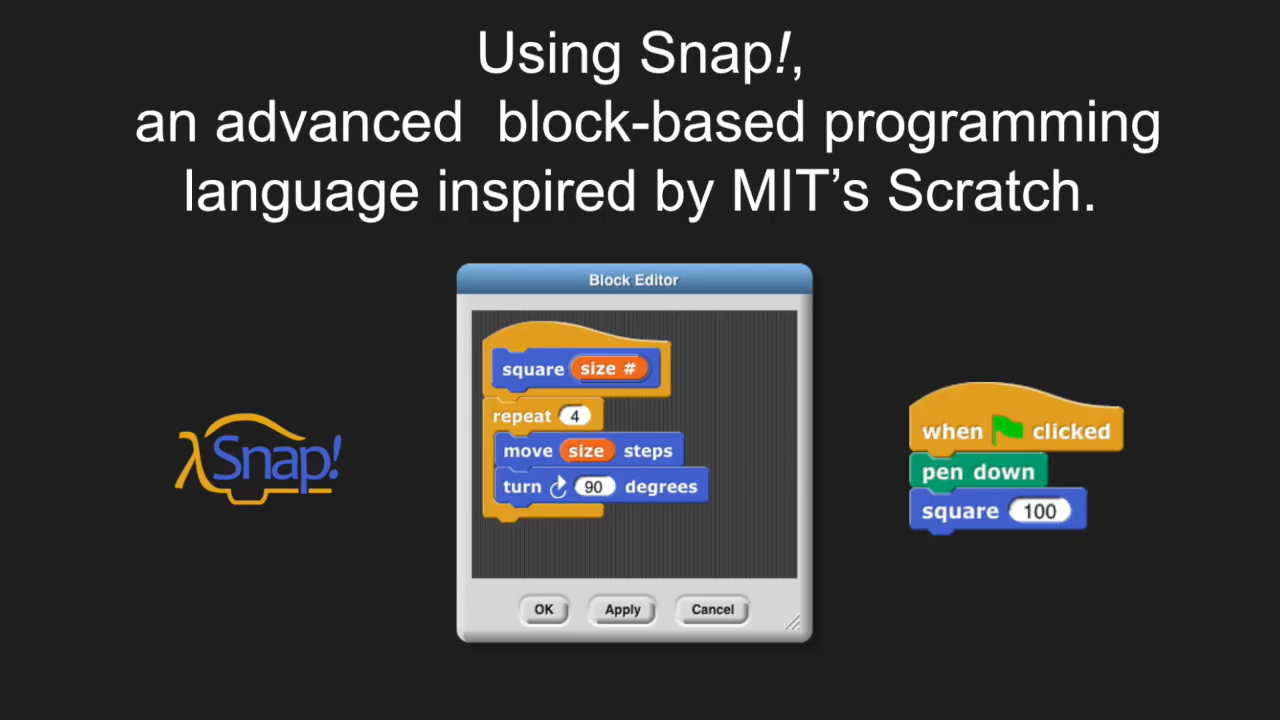 Using Snap!,
an advanced  block-based programming
language inspired by MIT's Scratch.
Block Editor
square size #
repeat 4
move size steps
turn 90 degrees
OK Apply Cancel
λSnap!
when clicked
pen down
square 100